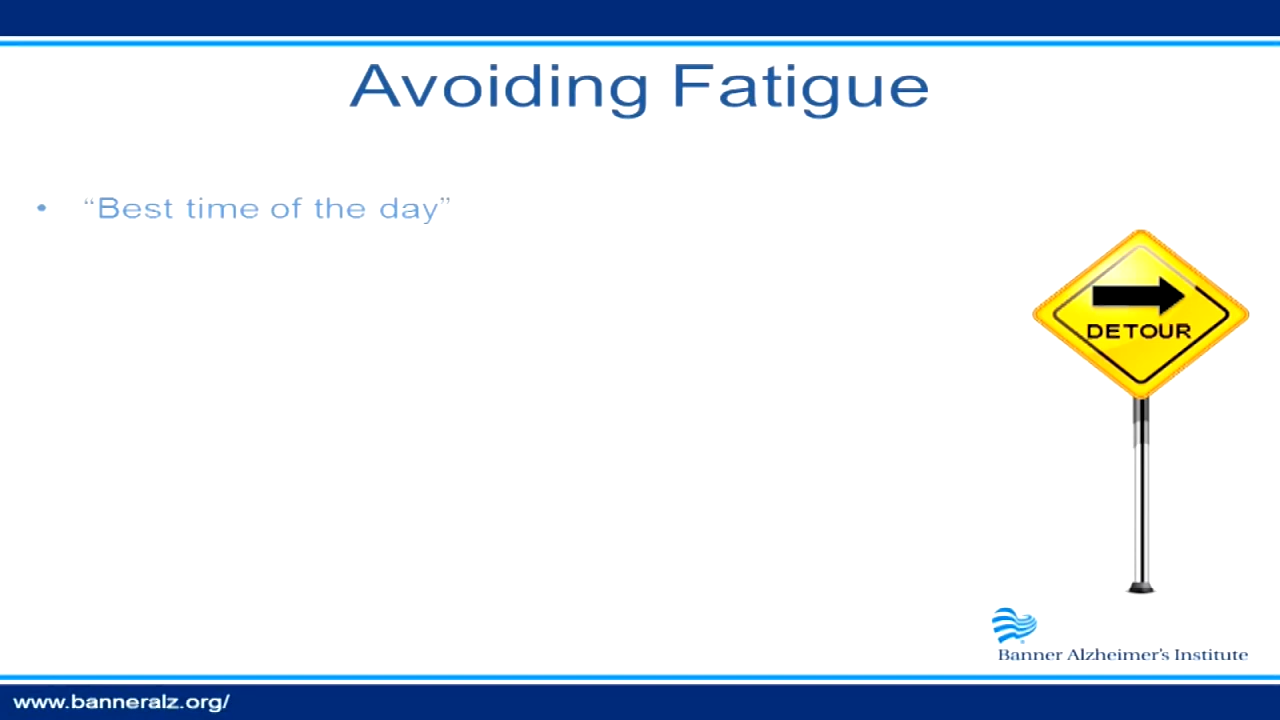 Avoiding Fatigue
• “Best time of the day”
DETOUR
Banner Alzheimer's Institute
www.banneralz.org/